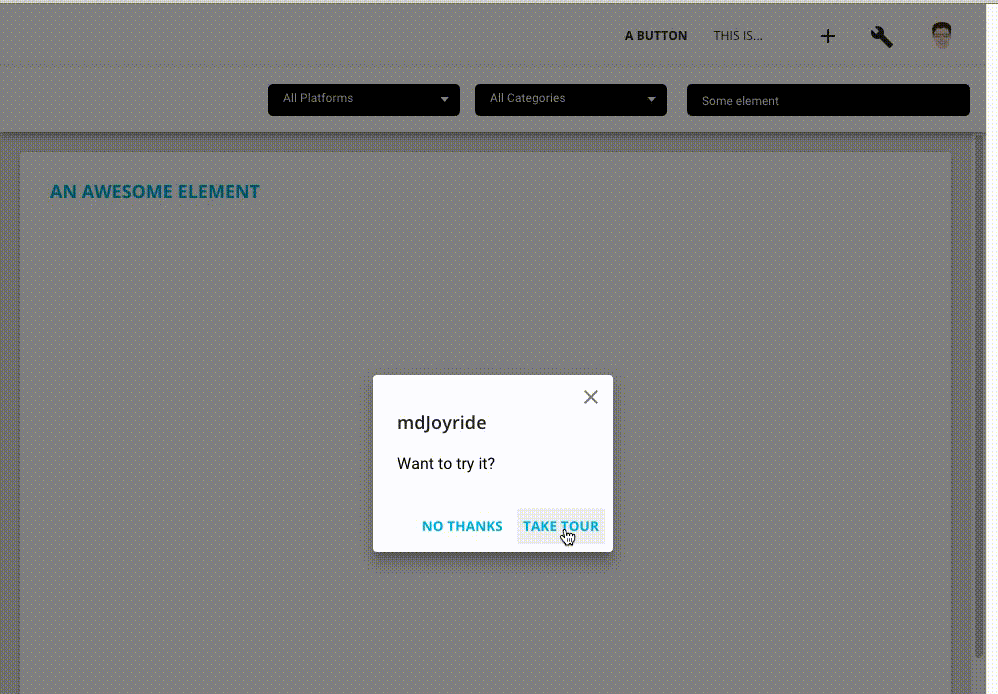 A BUTTON
THIS IS...
All Platforms
All Categories
Some element
AN AWESOME ELEMENT
mdJoyride
Want to try it?
NO THANKS
TAKE TOUR